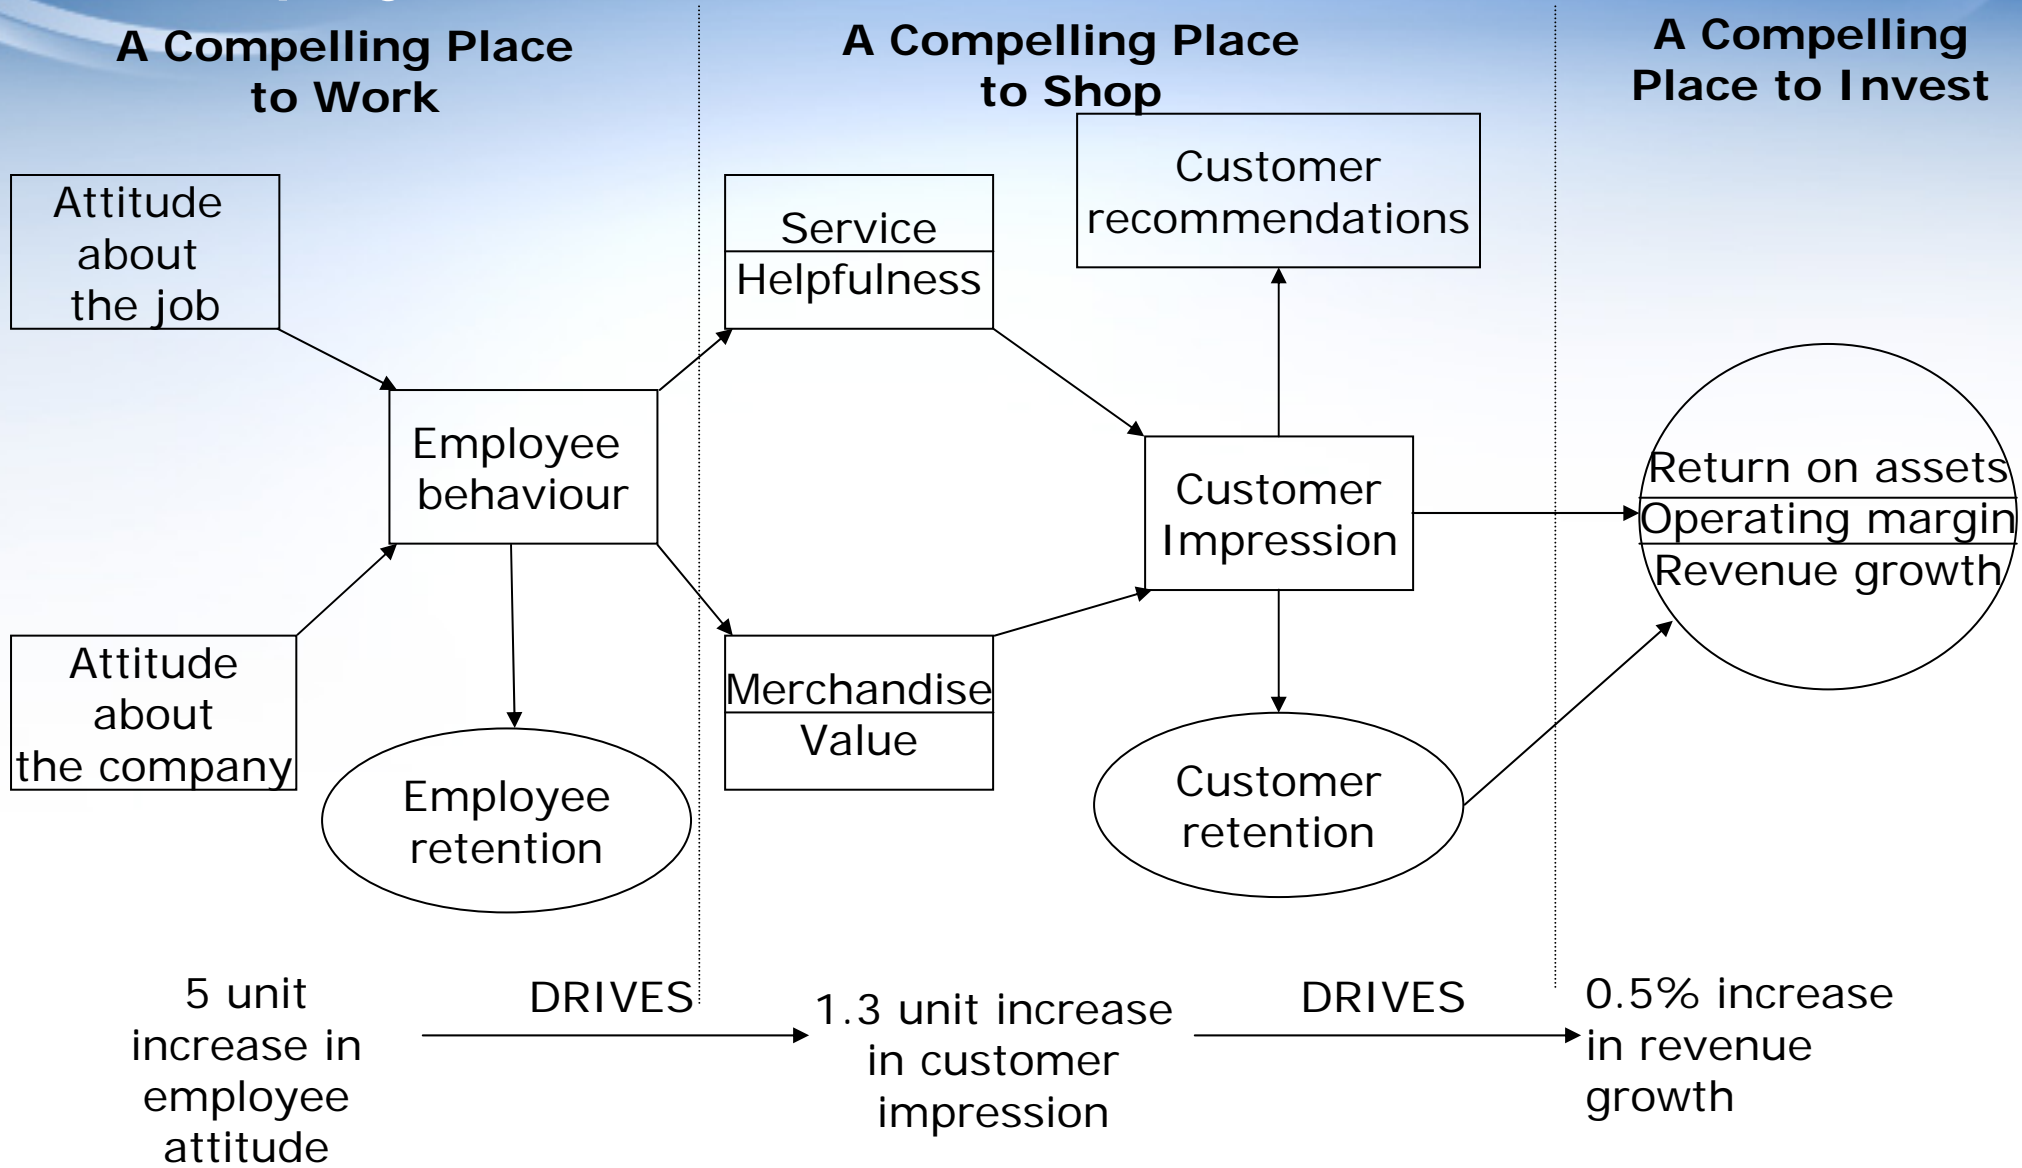 A Compelling Place
to Work
A Compelling Place
to Shop
A Compelling
Place to Invest
Attitude
about
the job
Service
Helpfulness
Customer
recommendations
Employee
behaviour
Customer
Impression
Return on assets
Operating margin
Revenue growth
Attitude
about
the company
Merchandise
Value
Employee
retention
Customer
retention
5 unit
increase in
employee
attitude
DRIVES
1.3 unit increase
in customer
impression
DRIVES
0.5% increase
in revenue
growth